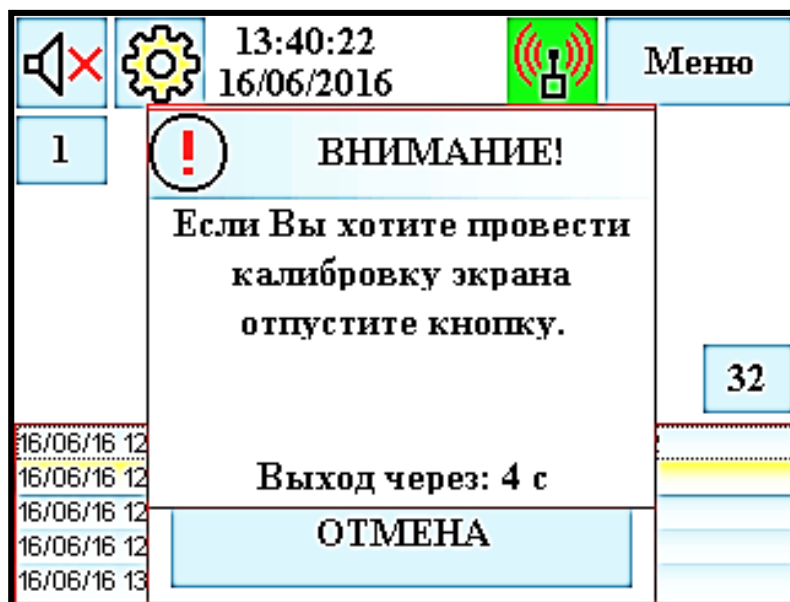 13:40:22
16/06/2016
Меню
1
ВНИМАНИЕ!
Если Вы хотите провести
калибровку экрана
отпустите кнопку.
32
16/06/16 12
16/06/16 12
Выход через: 4 с
16/06/16 12
ОТМЕНА
16/06/16 12
16/06/16 13